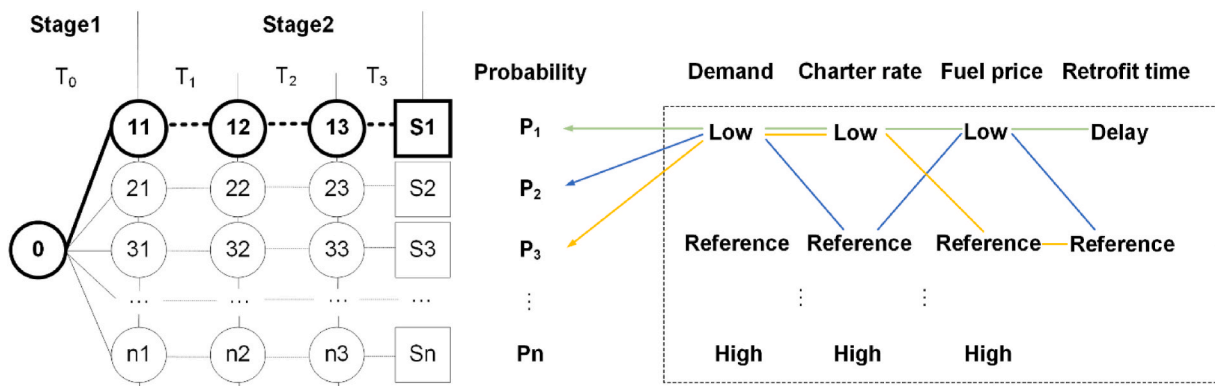 Stage1 Stage2
T0 T1 T2 T3 Probability Demand Charter rate Fuel price Retrofit time
11 12 13 S1 P1 Low Low Low Delay
21 22 23 S2 P2
0 31 32 33 S3 P3 Reference Reference Reference Reference
... ... ... ... ⋮ ⋮ ⋮
n1 n2 n3 Sn Pn High High High